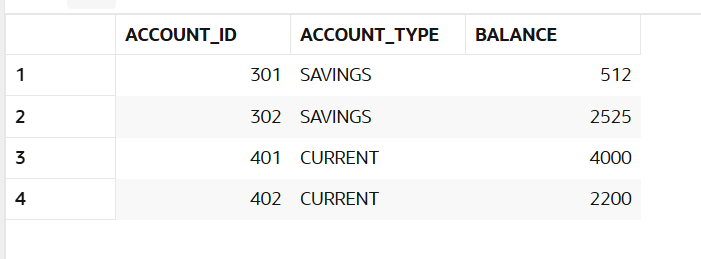 ACCOUNT_ID ACCOUNT_TYPE BALANCE
1 301 SAVINGS 512
2 302 SAVINGS 2525
3 401 CURRENT 4000
4 402 CURRENT 2200